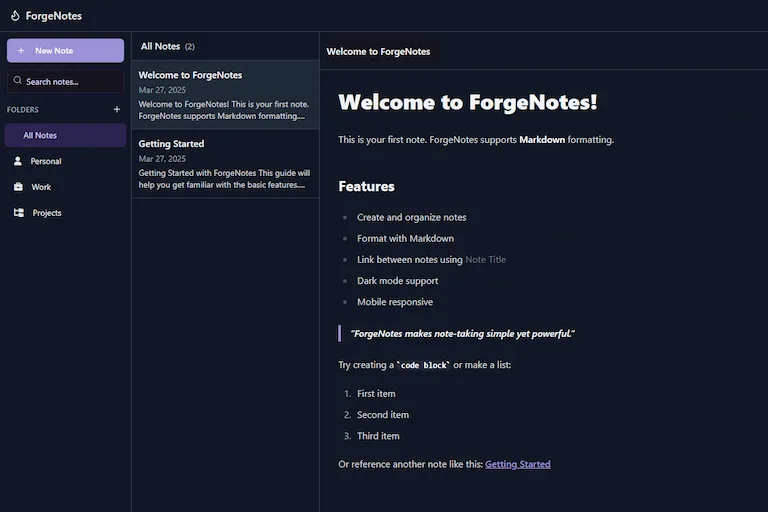 ForgeNotes
+ New Note
Search notes...
FOLDERS +
All Notes
Personal
Work
Projects
All Notes (2)
Welcome to ForgeNotes
Mar 27, 2025
Welcome to ForgeNotes! This is your first note.
ForgeNotes supports Markdown formatting....
Getting Started
Mar 27, 2025
Getting Started with ForgeNotes This guide will
help you get familiar with the basic features....
Welcome to ForgeNotes
Welcome to ForgeNotes!
This is your first note. ForgeNotes supports Markdown formatting.
Features
Create and organize notes
Format with Markdown
Link between notes using Note Title
Dark mode support
Mobile responsive
"ForgeNotes makes note-taking simple yet powerful."
Try creating a `code block` or make a list:
1. First item
2. Second item
3. Third item
Or reference another note like this: Getting Started